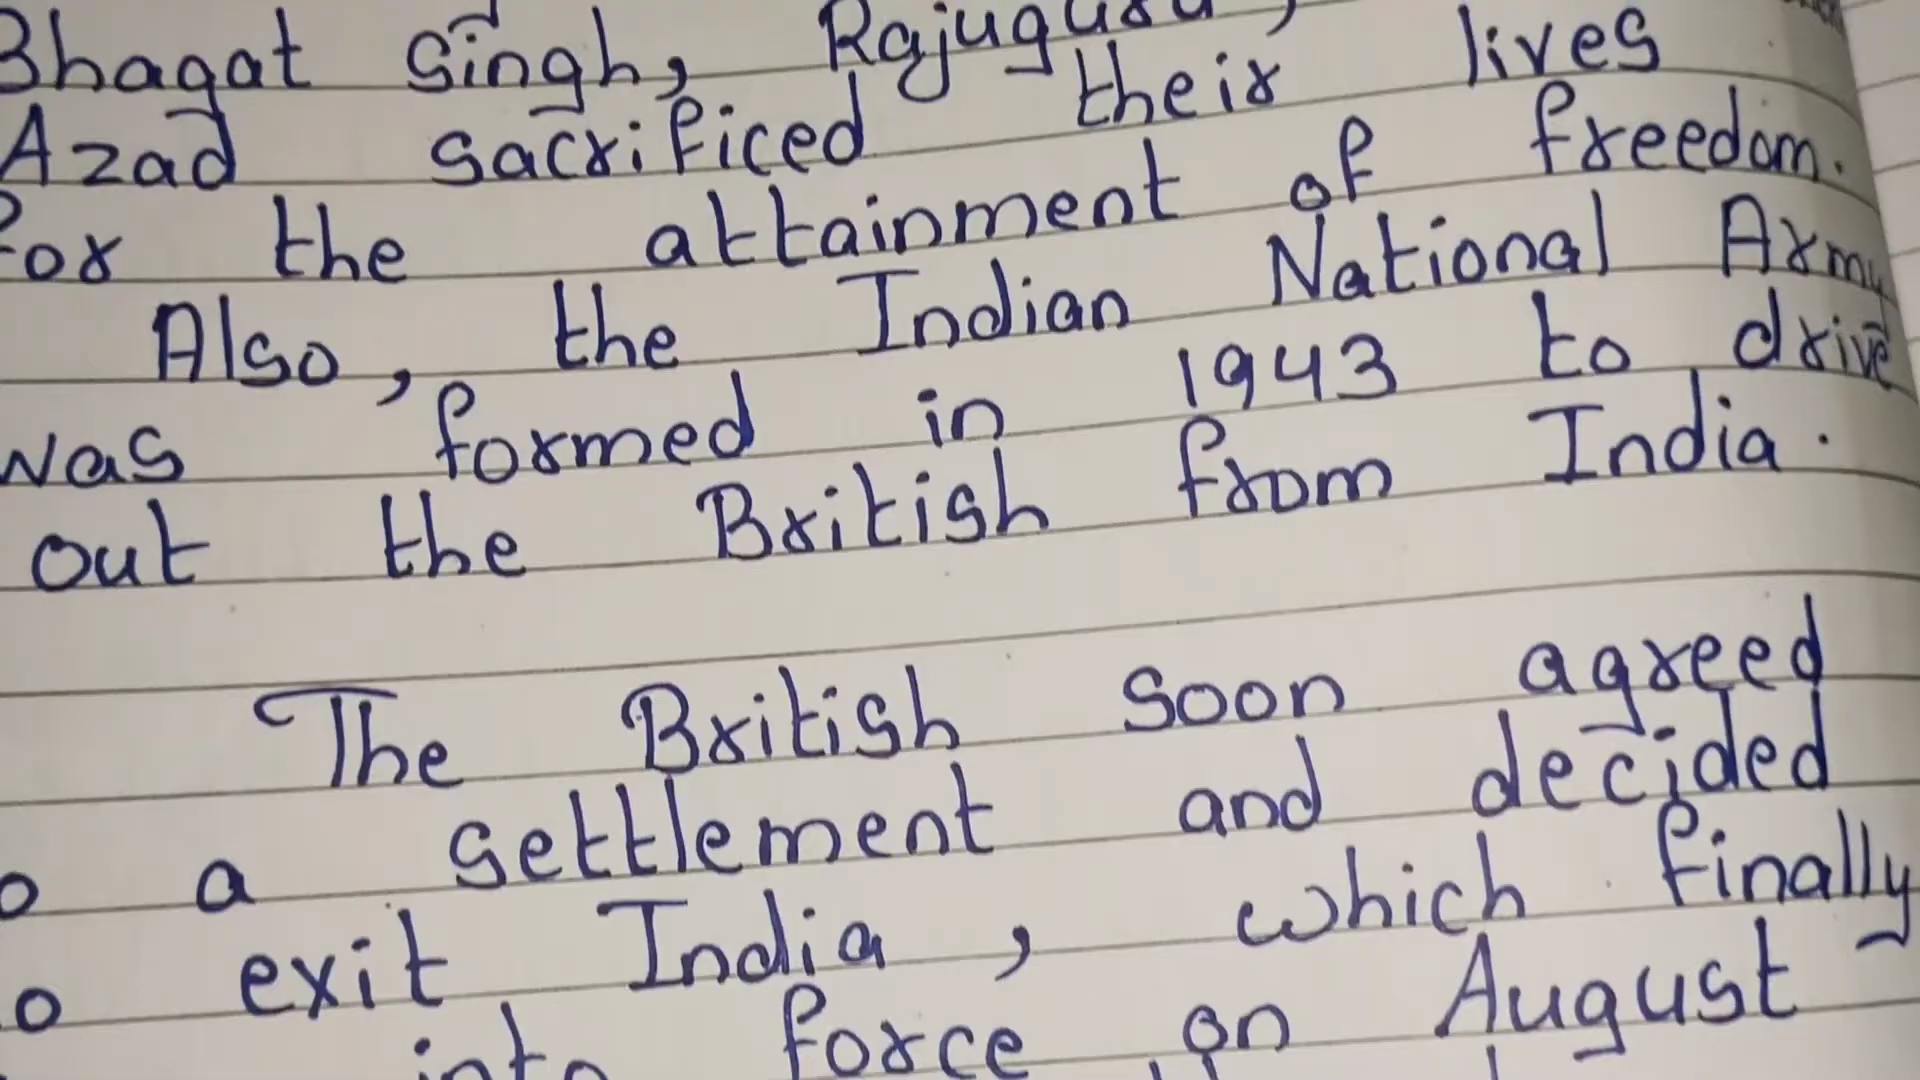 Bhagat Singh, Rajuguru,
Azad sacrificed their lives
for the attainment of freedom.
Also, the Indian National Army
was formed in 1943 to drive
out the British from India.
The British soon agreed
a settlement and decided
exit India, which finally
into force on August